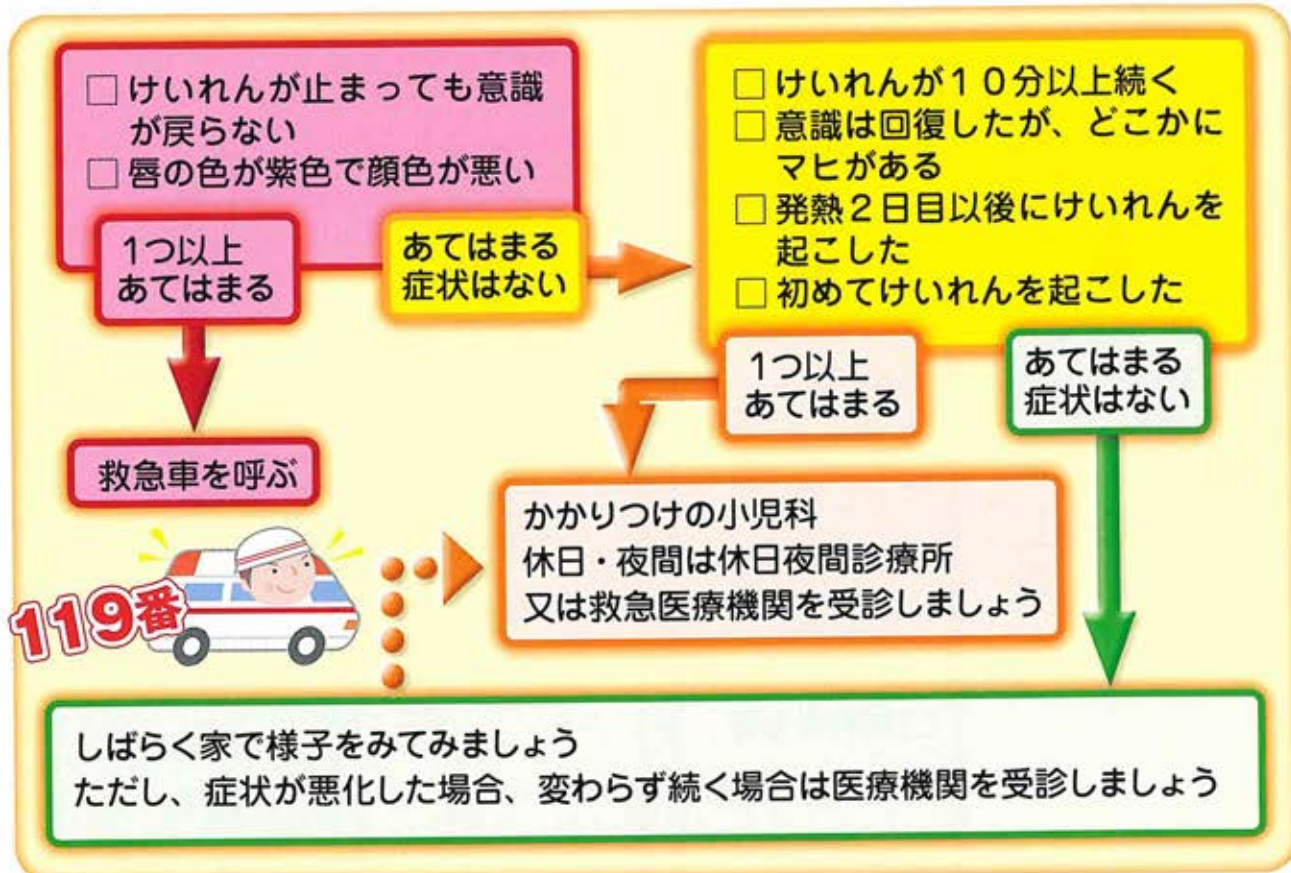 □ けいれんが止まっても意識
が戻らない
□ 唇の色が紫色で顔色が悪い
1つ以上
あてはまる
あてはまる
症状はない
□ けいれんが10分以上続く
□ 意識は回復したが、どこかに
マヒがある
□ 発熱2日目以後にけいれんを
起こした
□ 初めてけいれんを起こした
1つ以上
あてはまる
あてはまる
症状はない
救急車を呼ぶ
119番
かかりつけの小児科
休日・夜間は休日夜間診療所
又は救急医療機関を受診しましょう
しばらく家で様子をみてみましょう
ただし、症状が悪化した場合、変わらず続く場合は医療機関を受診しましょう